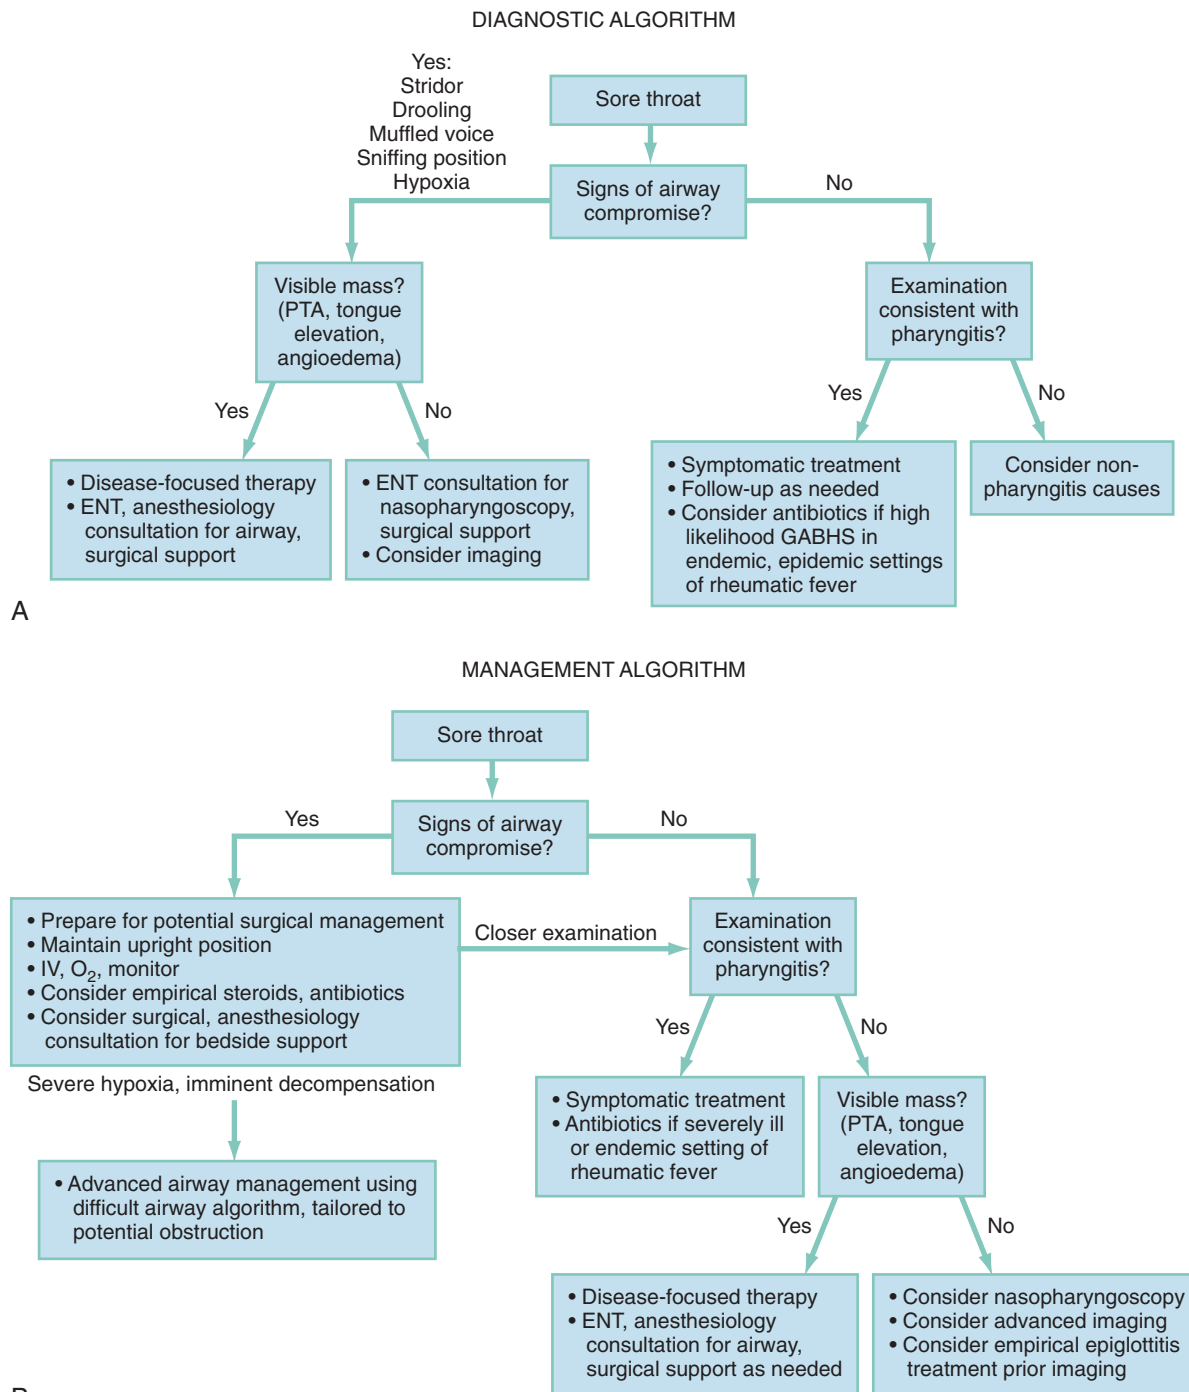 DIAGNOSTIC ALGORITHM
Yes:
Stridor
Drooling
Muffled voice
Sniffing position
Hypoxia
Sore throat
Signs of airway
compromise?
No
Visible mass?
(PTA, tongue
elevation,
angioedema)
Examination
consistent with
pharyngitis?
Yes
No
Yes
No
• Disease-focused therapy
• ENT, anesthesiology
consultation for airway,
surgical support
• ENT consultation for
nasopharyngoscopy,
surgical support
• Consider imaging
• Symptomatic treatment
• Follow-up as needed
• Consider antibiotics if high
likelihood GABHS in
endemic, epidemic settings
of rheumatic fever
Consider non-
pharyngitis causes
A
MANAGEMENT ALGORITHM
Sore throat
Signs of airway
compromise?
Yes
No
• Prepare for potential surgical management
• Maintain upright position
• IV, O2, monitor
• Consider empirical steroids, antibiotics
• Consider surgical, anesthesiology
consultation for bedside support
Closer examination
Examination
consistent with
pharyngitis?
Severe hypoxia, imminent decompensation
Yes
No
• Advanced airway management using
difficult airway algorithm, tailored to
potential obstruction
• Symptomatic treatment
• Antibiotics if severely ill
or endemic setting of
rheumatic fever
Visible mass?
(PTA, tongue
elevation,
angioedema)
Yes
No
• Disease-focused therapy
• ENT, anesthesiology
consultation for airway,
surgical support as needed
• Consider nasopharyngoscopy
• Consider advanced imaging
• Consider empirical epiglottitis
treatment prior imaging